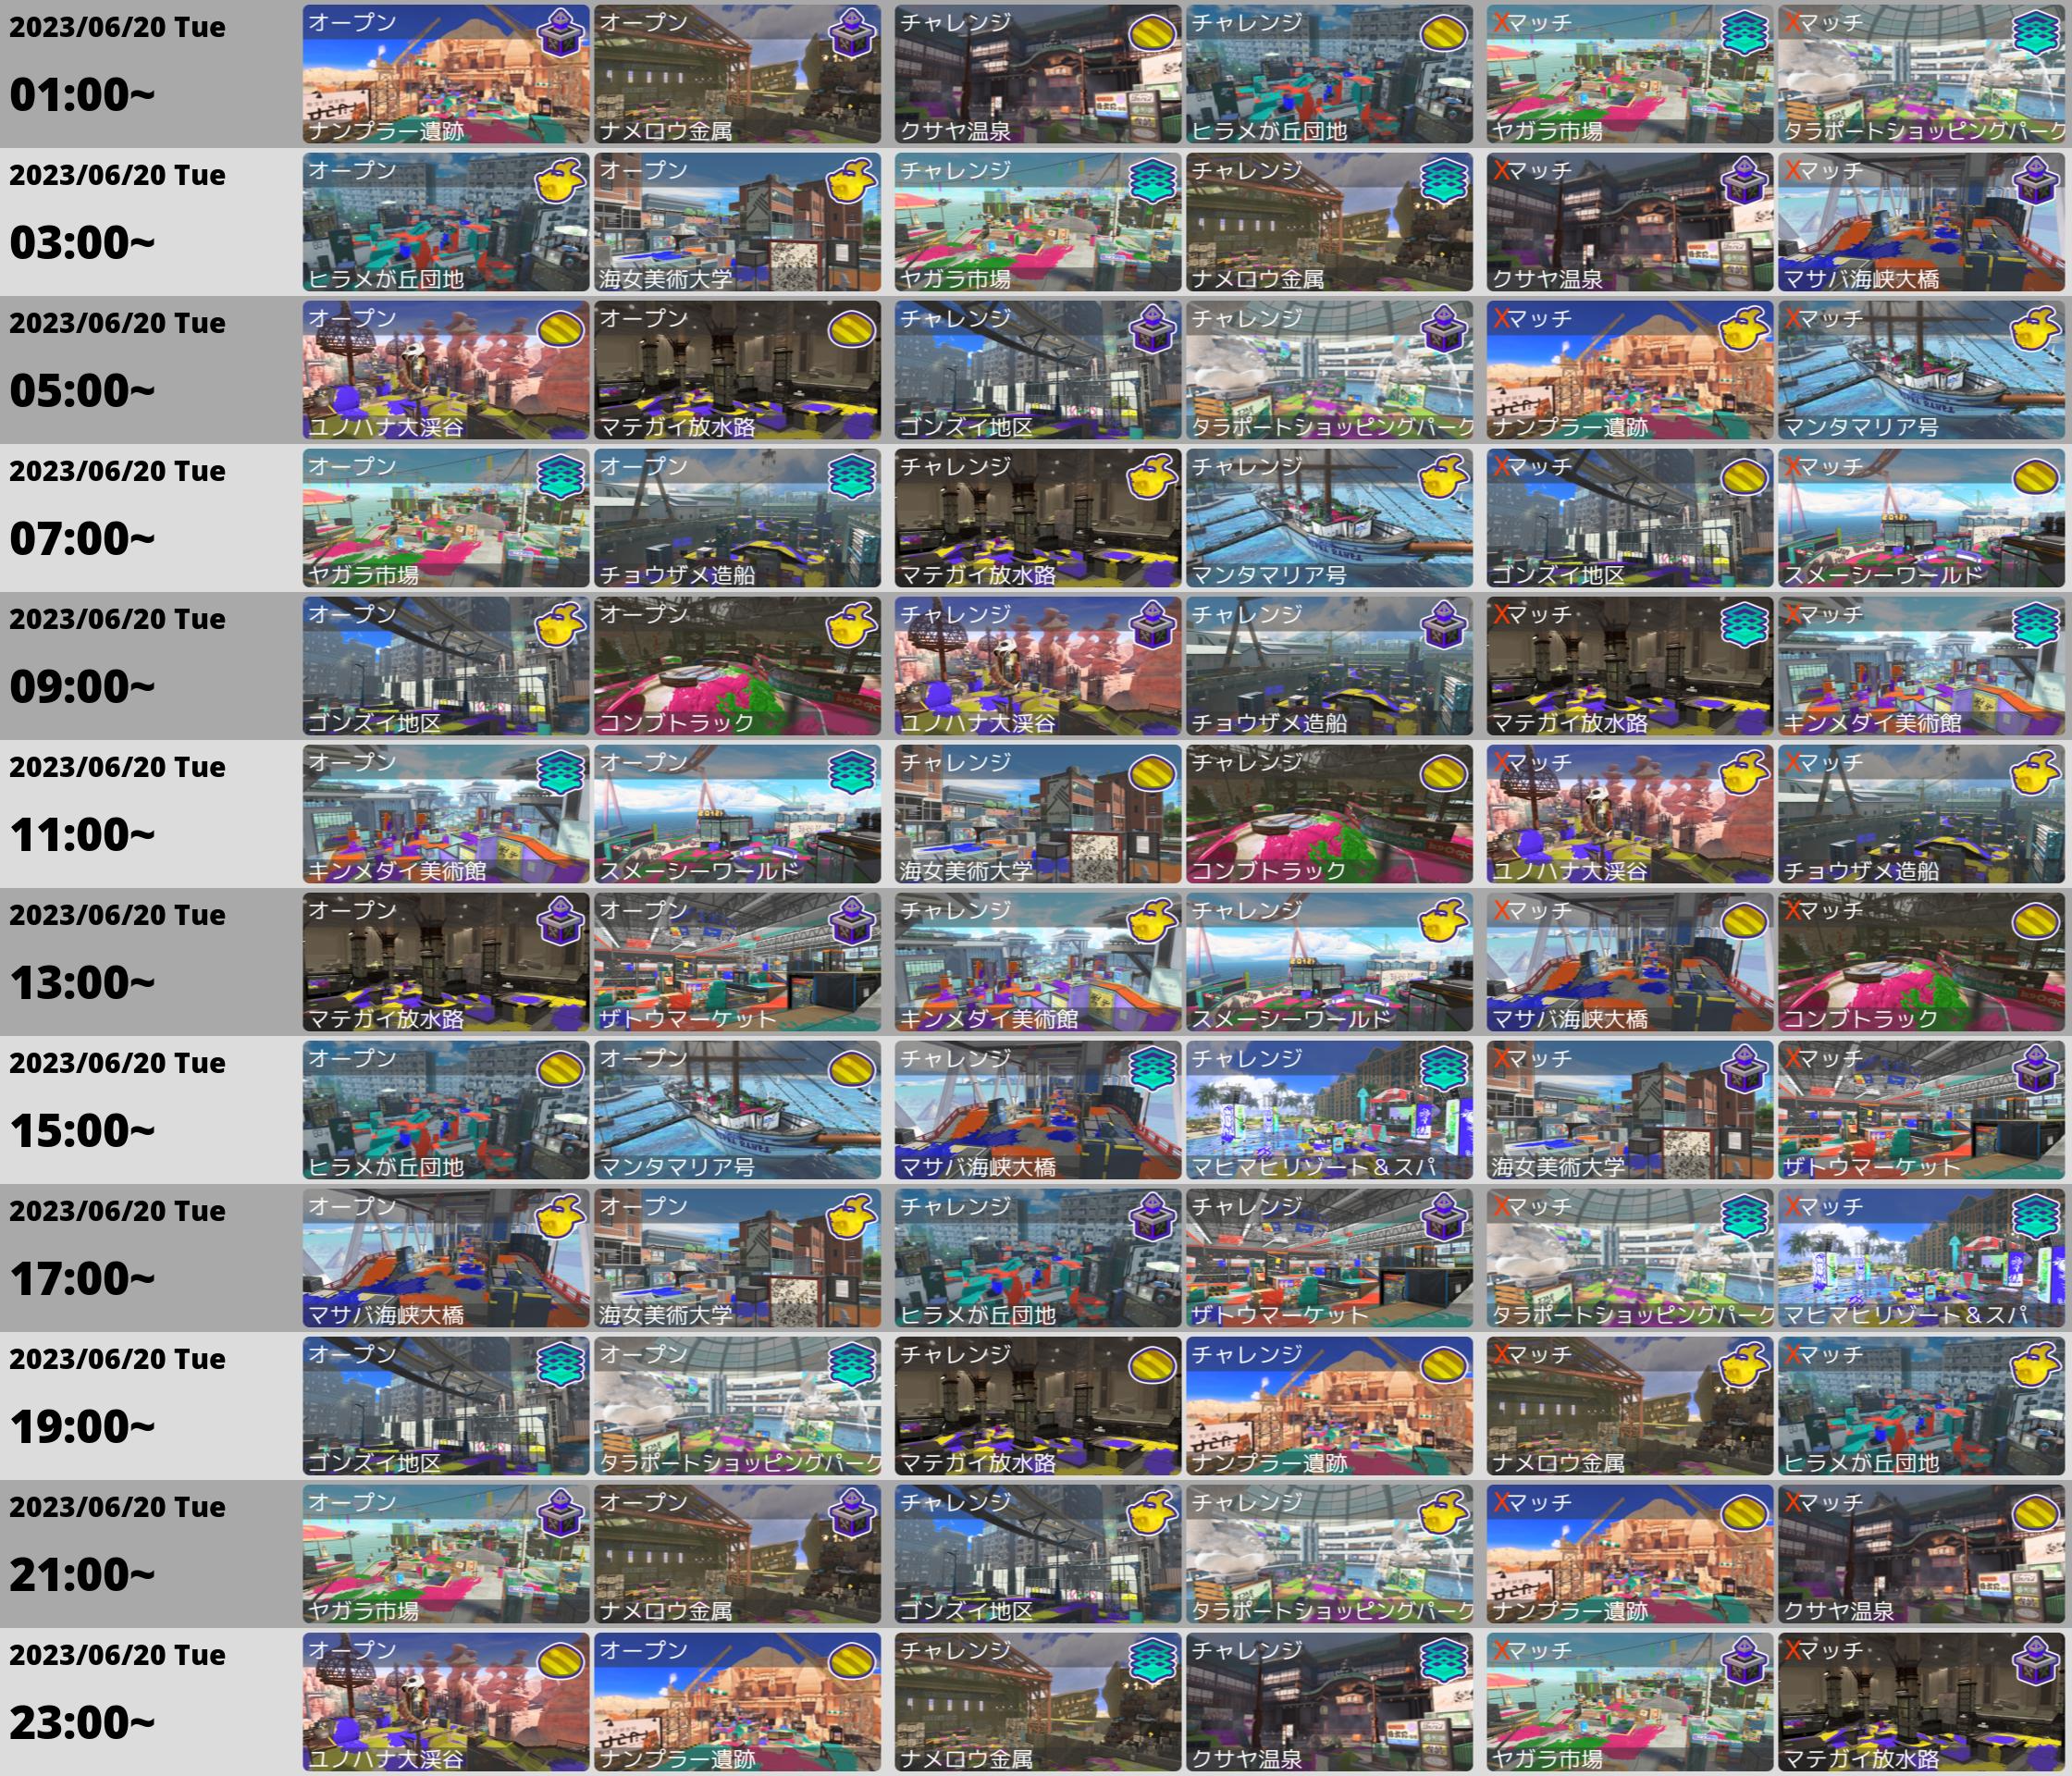 2023/06/20 Tue
01:00~
オープン オープン チャレンジ チャレンジ Xマッチ Xマッチ
ナンプラー遺跡 ナメロウ金属 クサヤ温泉 ヒラメが丘団地 ヤガラ市場 タラポートショッピングパーク
2023/06/20 Tue
03:00~
オープン オープン チャレンジ チャレンジ Xマッチ Xマッチ
ヒラメが丘団地 海女美術大学 ヤガラ市場 ナメロウ金属 クサヤ温泉 マサバ海峡大橋
2023/06/20 Tue
05:00~
オープン オープン チャレンジ チャレンジ Xマッチ Xマッチ
ユノハナ大渓谷 マテガイ放水路 ゴンズイ地区 タラポートショッピングパーク ナンプラー遺跡 マンタマリア号
2023/06/20 Tue
07:00~
オープン オープン チャレンジ チャレンジ Xマッチ Xマッチ
ヤガラ市場 チョウザメ造船 マテガイ放水路 マンタマリア号 ゴンズイ地区 スメーシーワールド
2023/06/20 Tue
09:00~
オープン オープン チャレンジ チャレンジ Xマッチ Xマッチ
ゴンズイ地区 コンブトラック ユノハナ大渓谷 チョウザメ造船 マテガイ放水路 キンメダイ美術館
2023/06/20 Tue
11:00~
オープン オープン チャレンジ チャレンジ Xマッチ Xマッチ
キンメダイ美術館 スメーシーワールド 海女美術大学 コンブトラック ユノハナ大渓谷 チョウザメ造船
2023/06/20 Tue
13:00~
オープン オープン チャレンジ チャレンジ Xマッチ Xマッチ
マテガイ放水路 ザトウマーケット キンメダイ美術館 スメーシーワールド マサバ海峡大橋 コンブトラック
2023/06/20 Tue
15:00~
オープン オープン チャレンジ チャレンジ Xマッチ Xマッチ
ヒラメが丘団地 マンタマリア号 マサバ海峡大橋 マヒマヒリゾート＆スパ 海女美術大学 ザトウマーケット
2023/06/20 Tue
17:00~
オープン オープン チャレンジ チャレンジ Xマッチ Xマッチ
マサバ海峡大橋 海女美術大学 ヒラメが丘団地 ザトウマーケット タラポートショッピングパーク マヒマヒリゾート＆スパ
2023/06/20 Tue
19:00~
オープン オープン チャレンジ チャレンジ Xマッチ Xマッチ
ゴンズイ地区 タラポートショッピングパーク マテガイ放水路 ナンプラー遺跡 ナメロウ金属 ヒラメが丘団地
2023/06/20 Tue
21:00~
オープン オープン チャレンジ チャレンジ Xマッチ Xマッチ
ヤガラ市場 ナメロウ金属 ゴンズイ地区 タラポートショッピングパーク ナンプラー遺跡 クサヤ温泉
2023/06/20 Tue
23:00~
オープン オープン チャレンジ チャレンジ Xマッチ Xマッチ
ユノハナ大渓谷 ナンプラー遺跡 ナメロウ金属 クサヤ温泉 ヤガラ市場 マテガイ放水路